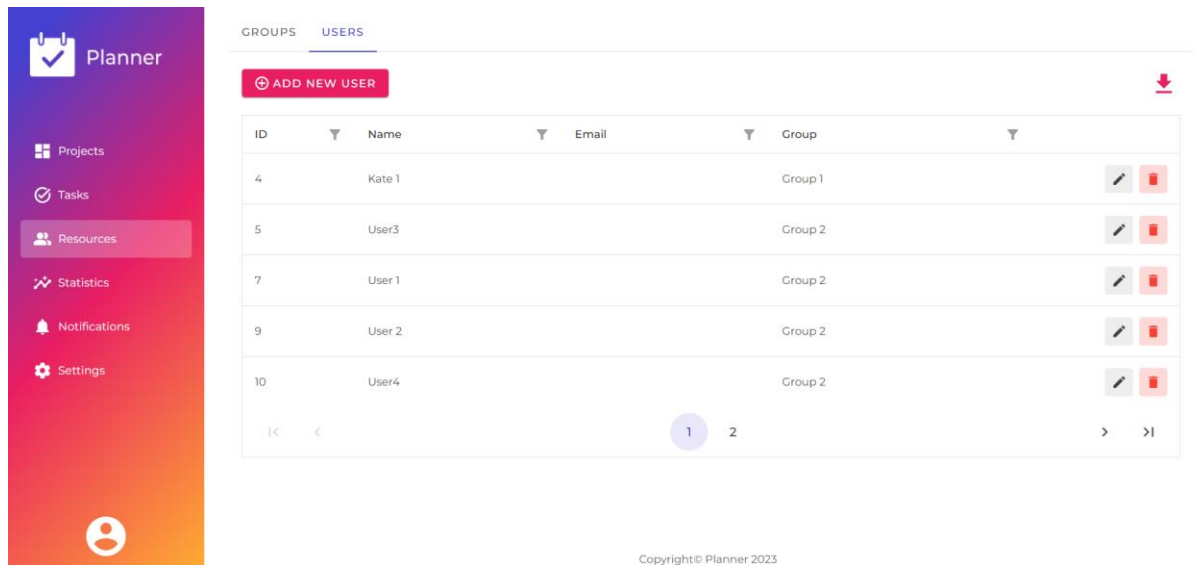 Planner
Projects
Tasks
Resources
Statistics
Notifications
Settings
GROUPS USERS
ADD NEW USER
ID Name Email Group
4 Kate 1 Group 1
5 User3 Group 2
7 User 1 Group 2
9 User 2 Group 2
10 User4 Group 2
1 2
Copyright© Planner 2023